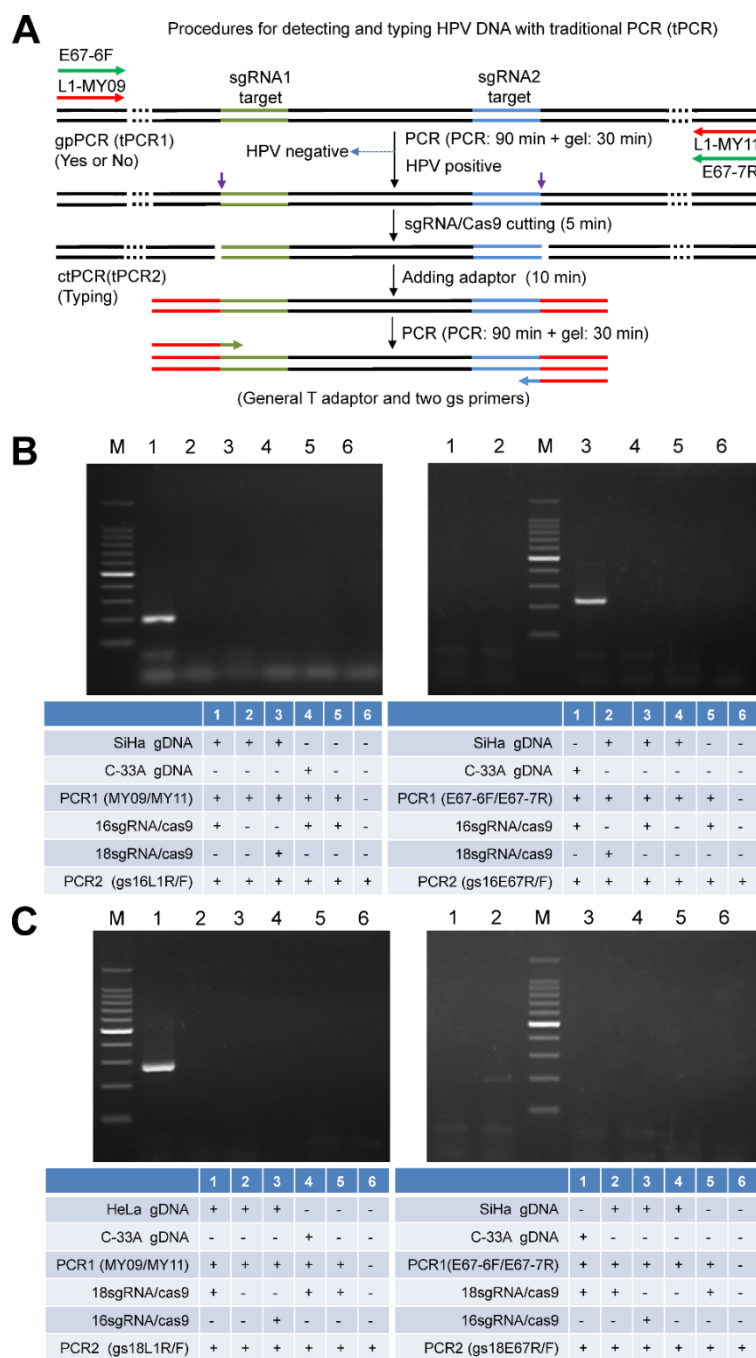 A
Procedures for detecting and typing HPV DNA with traditional PCR (tPCR)
E67-6F
L1-MY09
sgRNA1
target
sgRNA2
target
gpPCR (tPCR1)
(Yes or No)
HPV negative
PCR (PCR: 90 min + gel: 30 min)
HPV positive
L1-MY11
E67-7R
sgRNA/Cas9 cutting (5 min)
ctPCR(tPCR2)
(Typing)
Adding adaptor (10 min)
PCR (PCR: 90 min + gel: 30 min)
(General T adaptor and two gs primers)
B
M 1 2 3 4 5 6
1 2 M 3 4 5 6
1 2 3 4 5 6
SiHa gDNA + + + - - -
C-33A gDNA - - - + - -
PCR1 (MY09/MY11) + + + + + -
16sgRNA/cas9 + - - + + -
18sgRNA/cas9 - - + - - -
PCR2 (gs16L1R/F) + + + + + +
1 2 3 4 5 6
SiHa gDNA - + + + - -
C-33A gDNA + - - - - -
PCR1 (E67-6F/E67-7R) + + + + + -
16sgRNA/cas9 + - + - + -
18sgRNA/cas9 - + - - - -
PCR2 (gs16E67R/F) + + + + + +
C
M 1 2 3 4 5 6
1 2 M 3 4 5 6
1 2 3 4 5 6
HeLa gDNA + + + - - -
C-33A gDNA - - - + - -
PCR1 (MY09/MY11) + + + + + -
18sgRNA/cas9 + - - + + -
16sgRNA/cas9 - - + - - -
PCR2 (gs18L1R/F) + + + + + +
1 2 3 4 5 6
SiHa gDNA - + + + - -
C-33A gDNA + - - - - -
PCR1(E67-6F/E67-7R) + + + + + -
18sgRNA/cas9 + + - - + -
16sgRNA/cas9 - - + - - -
PCR2 (gs18E67R/F) + + + + + +